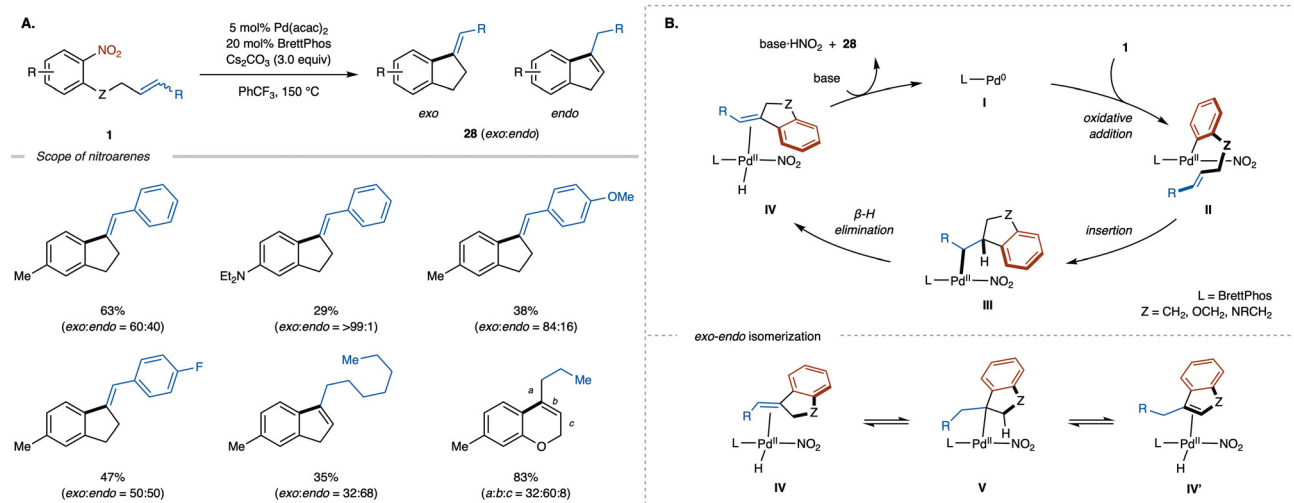 A.
NO2
R
Z
R
1
5 mol% Pd(acac)2
20 mol% BrettPhos
Cs2CO3 (3.0 equiv)
PhCF3, 150 °C
R
R
exo
R
R
endo
28 (exo:endo)
Scope of nitroarenes
Me
63%
(exo:endo = 60:40)
Et2N
29%
(exo:endo = >99:1)
OMe
Me
38%
(exo:endo = 84:16)
F
Me
47%
(exo:endo = 50:50)
Me
Me
35%
(exo:endo = 32:68)
Me
a
b
c
Me
O
83%
(a:b:c = 32:60:8)
B.
base·HNO2 + 28
base
L—Pd0
I
1
oxidative
addition
Z
L—PdII—NO2
R
II
insertion
Z
R
H
L—PdII—NO2
III
β-H
elimination
Z
R
L—PdII—NO2
H
IV
L = BrettPhos
Z = CH2, OCH2, NRCH2
exo-endo isomerization
R
Z
L—PdII—NO2
H
IV
R
Z
H
L—PdII—NO2
V
R
Z
L—PdII—NO2
H
IV'